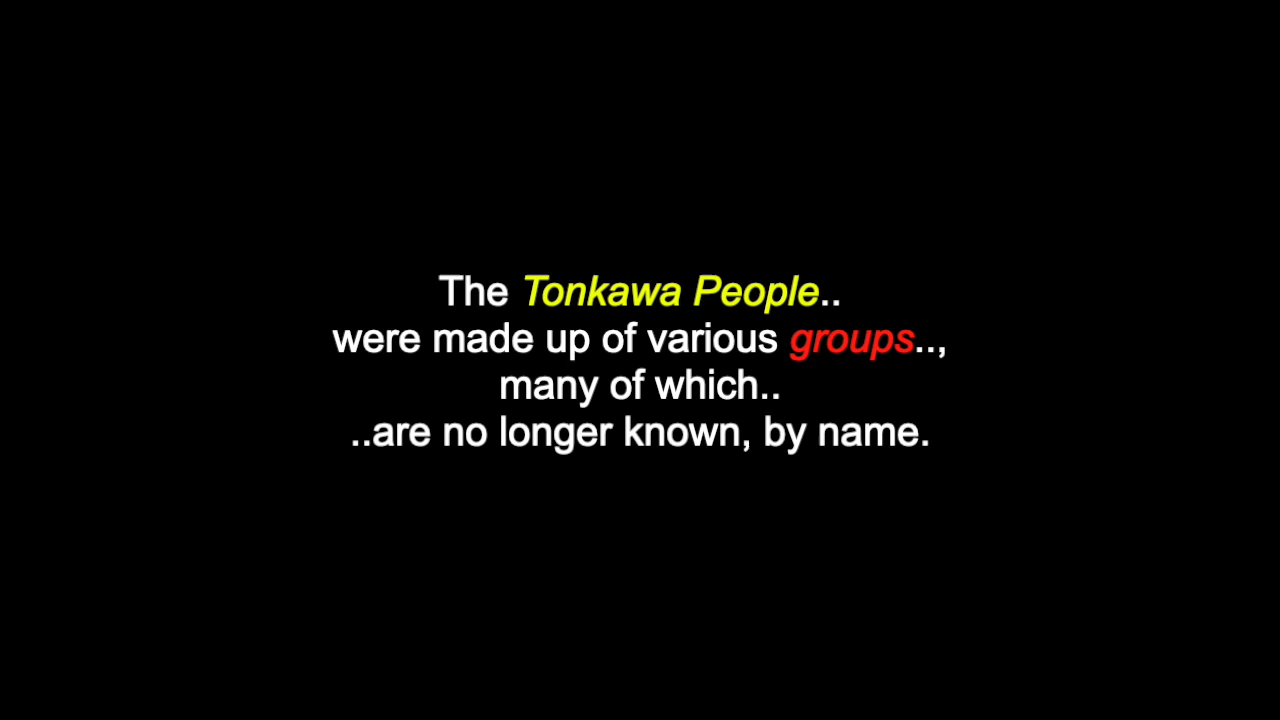 The Tonkawa People..
were made up of various groups..,
many of which..
..are no longer known, by name.